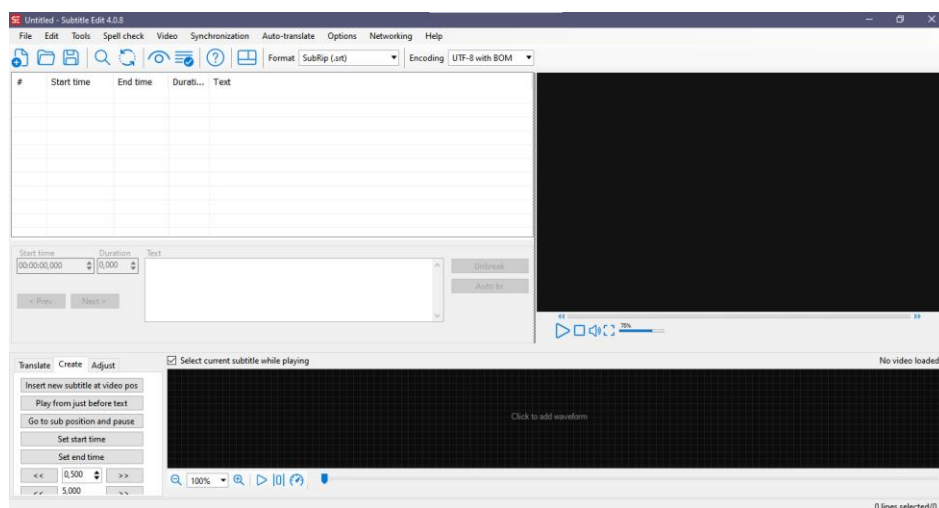 SE Untitled - Subtitle Edit 4.0.8
File Edit Tools Spell check Video Synchronization Auto-translate Options Networking Help
Format SubRip (.srt) Encoding UTF-8 with BOM
# Start time End time Durati... Text
Start time Duration Text
00:00:00,000 0,000
Unbreak
Auto br
< Prev Next >
75%
Translate Create Adjust
Select current subtitle while playing
No video loaded
Insert new subtitle at video pos
Play from just before text
Go to sub position and pause
Set start time
Set end time
<< 0,500 >>
<< 5,000 >>
Click to add waveform
100%
0 lines selected/0